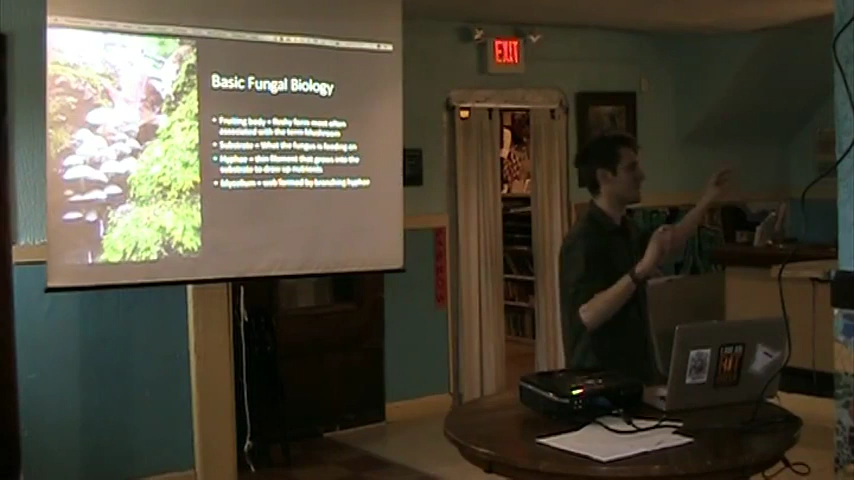 EXIT
Basic Fungal Biology
• Fruiting body = fleshy form most often
associated with the term Mushroom
• Substrate = What the fungus is feeding on
• Hyphae = thin filament that grows into the
substrate to draw up nutrients
• Mycelium = web formed by branching hyphae